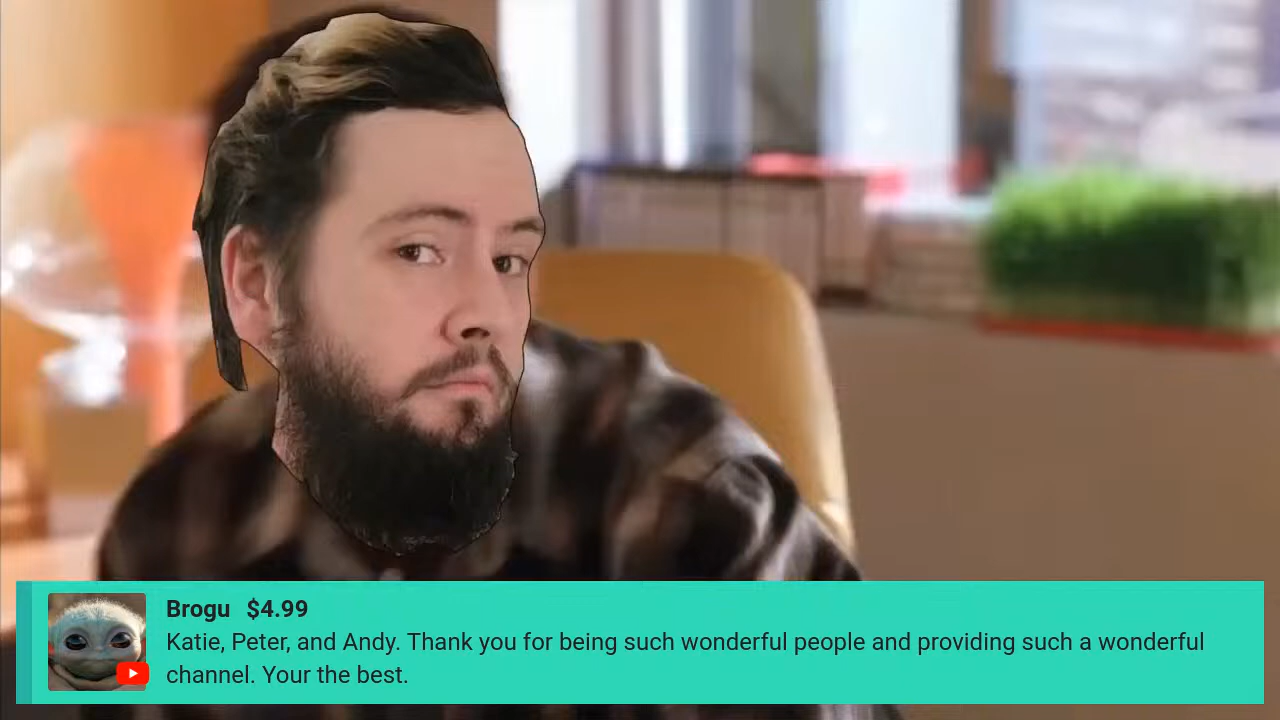 Brogu $4.99
Katie, Peter, and Andy. Thank you for being such wonderful people and providing such a wonderful
channel. Your the best.